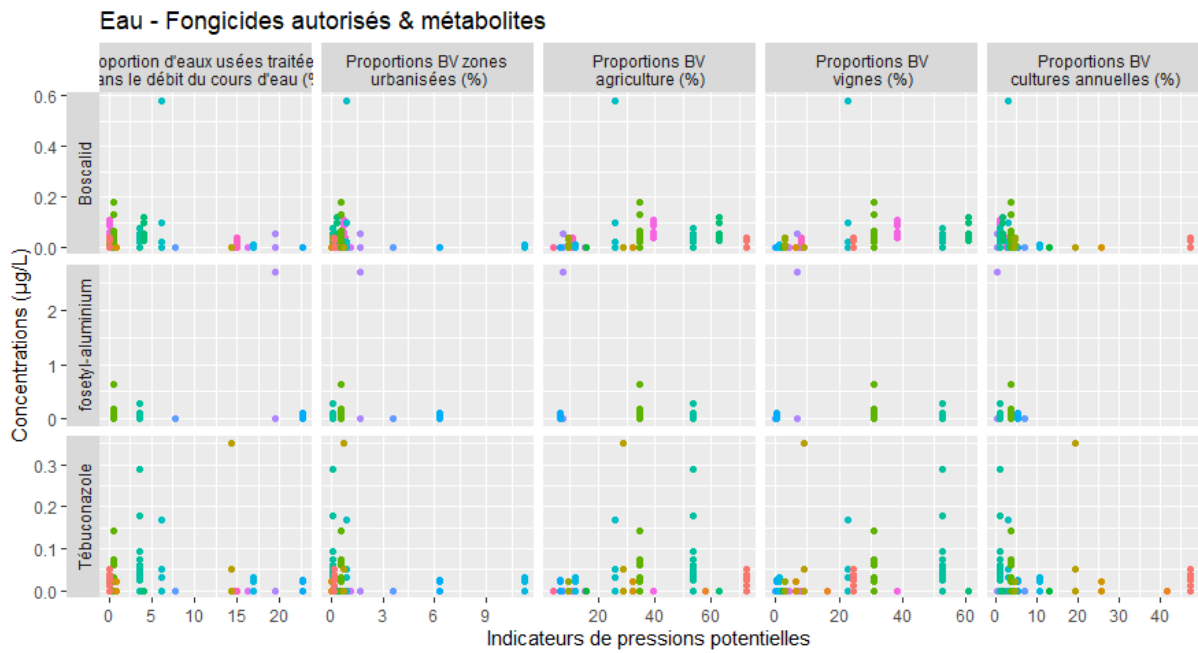 Eau - Fongicides autorisés & métabolites
oportion d'eaux usées traitée
ans le débit du cours d'eau (%
Proportions BV zones
urbanisées (%)
Proportions BV
agriculture (%)
Proportions BV
vignes (%)
Proportions BV
cultures annuelles (%)
Concentrations (µg/L)
Boscalid
0.6
0.4
0.2
0.0
fosetyl-aluminium
2
1
0
Tébuconazole
0.3
0.2
0.1
0.0
0 5 10 15 20
0 3 6 9
20 40 60
0 20 40 60
0 10 20 30 40
Indicateurs de pressions potentielles